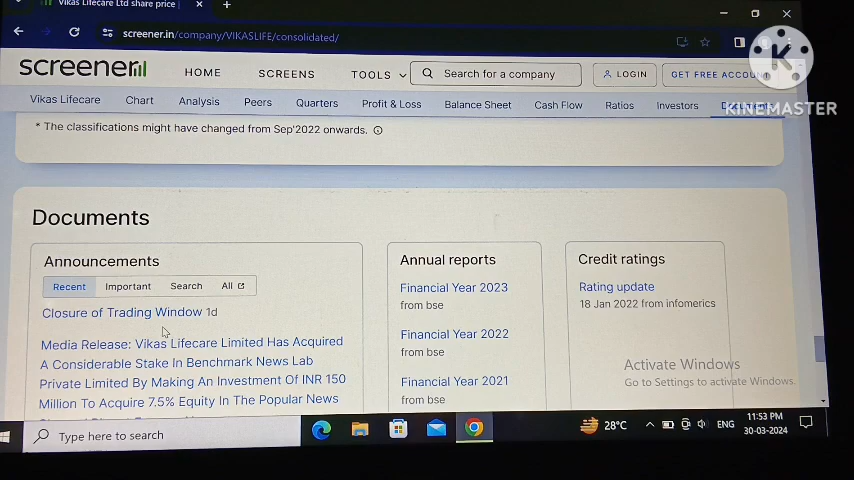 Vikas Lifecare Ltd share price |
screener.in/company/VIKASLIFE/consolidated/
screener
HOME
SCREENS
TOOLS
Search for a company
LOGIN
GET FREE ACCOUNT
KINEMASTER
Vikas Lifecare
Chart
Analysis
Peers
Quarters
Profit & Loss
Balance Sheet
Cash Flow
Ratios
Investors
Documents
* The classifications might have changed from Sep'2022 onwards.
Documents
Announcements
Recent
Important
Search
All
Closure of Trading Window 1d
Media Release: Vikas Lifecare Limited Has Acquired
A Considerable Stake In Benchmark News Lab
Private Limited By Making An Investment Of INR 150
Million To Acquire 7.5% Equity In The Popular News
Annual reports
Financial Year 2023
from bse
Financial Year 2022
from bse
Financial Year 2021
from bse
Credit ratings
Rating update
18 Jan 2022 from infomerics
Activate Windows
Go to Settings to activate Windows.
Type here to search
28°C
ENG
11:53 PM
30-03-2024